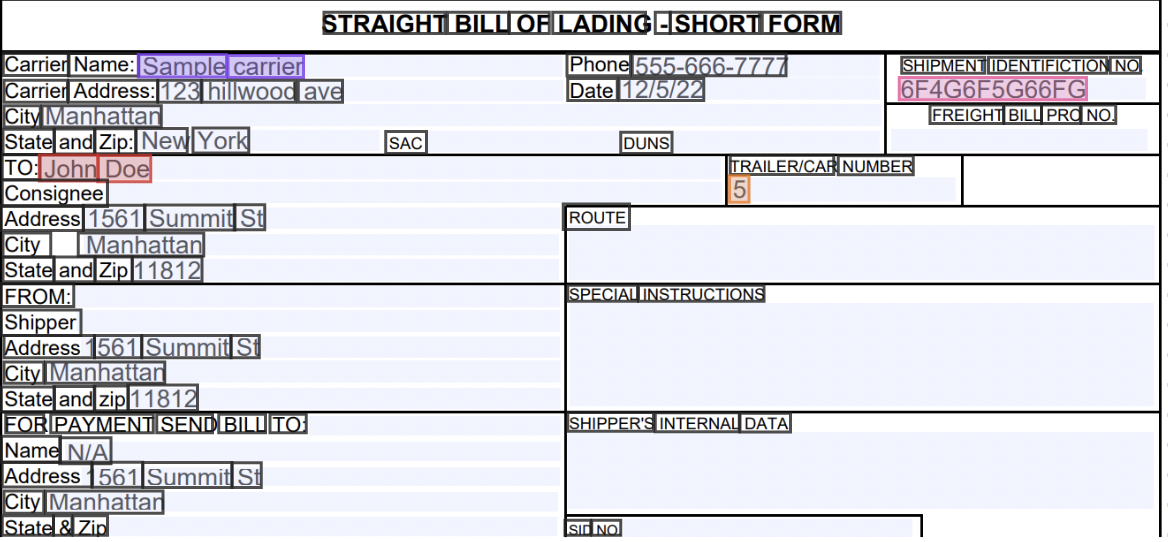 STRAIGHT BILL OF LADING - SHORT FORM
Carrier Name: Sample carrier
Phone 555-666-7777
SHIPMENT IDENTIFICTION NO.
Carrier Address: 123 hillwood ave
Date 12/5/22
6F4G6F5G66FG
City Manhattan
FREIGHT BILL PRO NO.
State and Zip: New York
SAC
DUNS
TO: John Doe
TRAILER/CAR NUMBER
Consignee
5
Address 1561 Summit St
ROUTE
City Manhattan
State and Zip 11812
FROM:
SPECIAL INSTRUCTIONS
Shipper
Address 1561 Summit St
City Manhattan
State and zip 11812
FOR PAYMENT SEND BILL TO:
SHIPPER'S INTERNAL DATA
Name N/A
Address 1561 Summit St
City Manhattan
State & Zip
SID NO.